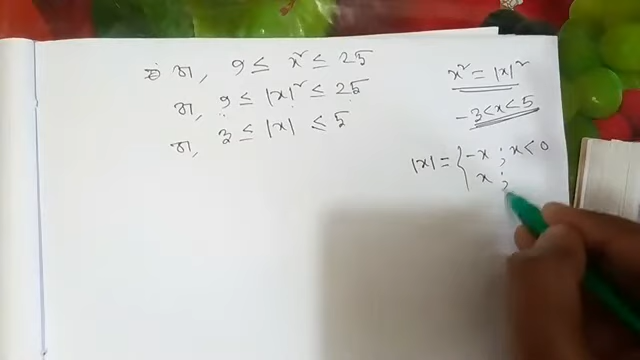 বা, 9 ≤ x² ≤ 25
বা, 9 ≤ |x|² ≤ 25
বা, 3 ≤ |x| ≤ 5
x² = |x|²
-3<x<5
|x| = { -x ; x < 0
x ;